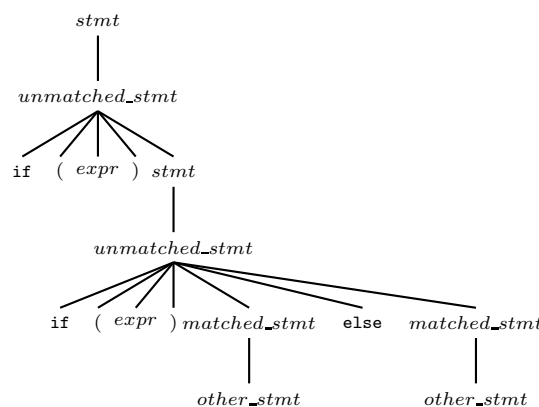 stmt
unmatched_stmt
if ( expr ) stmt
unmatched_stmt
if ( expr ) matched_stmt else matched_stmt
other_stmt other_stmt